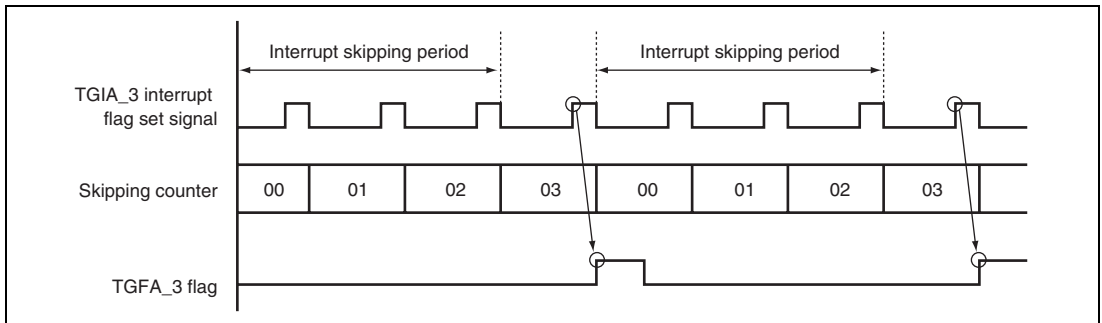 Interrupt skipping period Interrupt skipping period
TGIA_3 interrupt
flag set signal
Skipping counter 00 01 02 03 00 01 02 03
TGFA_3 flag